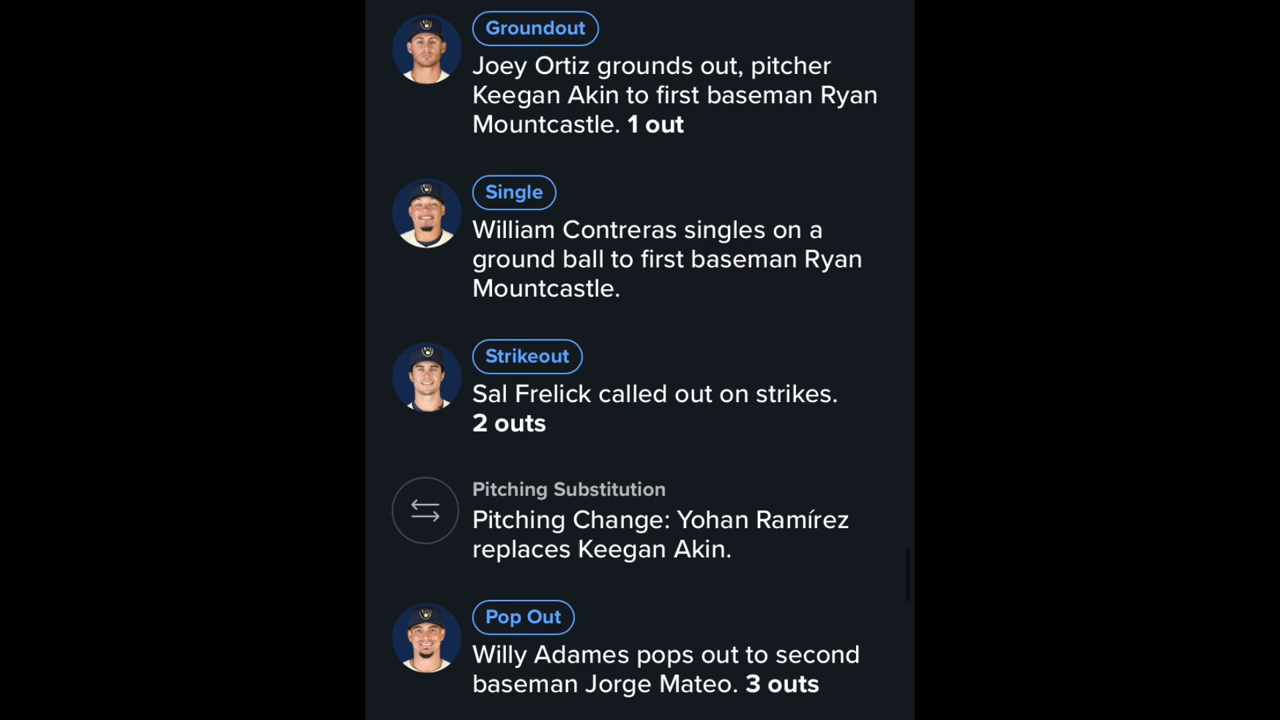 Groundout
Joey Ortiz grounds out, pitcher
Keegan Akin to first baseman Ryan
Mountcastle. 1 out
Single
William Contreras singles on a
ground ball to first baseman Ryan
Mountcastle.
Strikeout
Sal Frelick called out on strikes.
2 outs
Pitching Substitution
Pitching Change: Yohan Ramírez
replaces Keegan Akin.
Pop Out
Willy Adames pops out to second
baseman Jorge Mateo. 3 outs